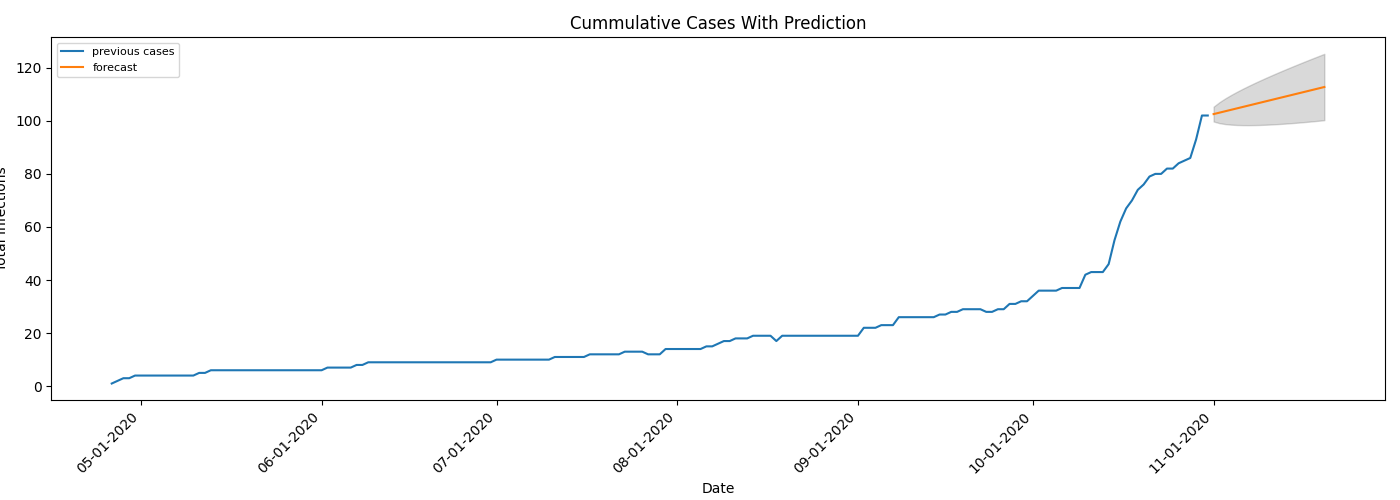 Cummulative Cases With Prediction
previous cases
forecast
120
100
80
60
40
20
0
Total Infections
05-01-2020
06-01-2020
07-01-2020
08-01-2020
09-01-2020
10-01-2020
11-01-2020
Date